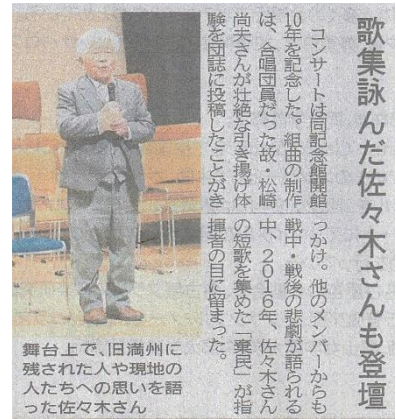 歌集詠んだ佐々木さんも登壇
コンサートは同記念館開館
10年を記念した。組曲の制作
は、合唱団員だった故・松崎
尚夫さんが壮絶な引き揚げ体
験を団誌に投稿したことがき
っかけ。他のメンバーからも
戦中・戦後の悲劇が語られる
中、2016年、佐々木さん
の短歌を集めた「棄民」が指
揮者の目に留まった。
舞台上で、旧満州に
残された人や現地の
人たちへの思いを語
った佐々木さん